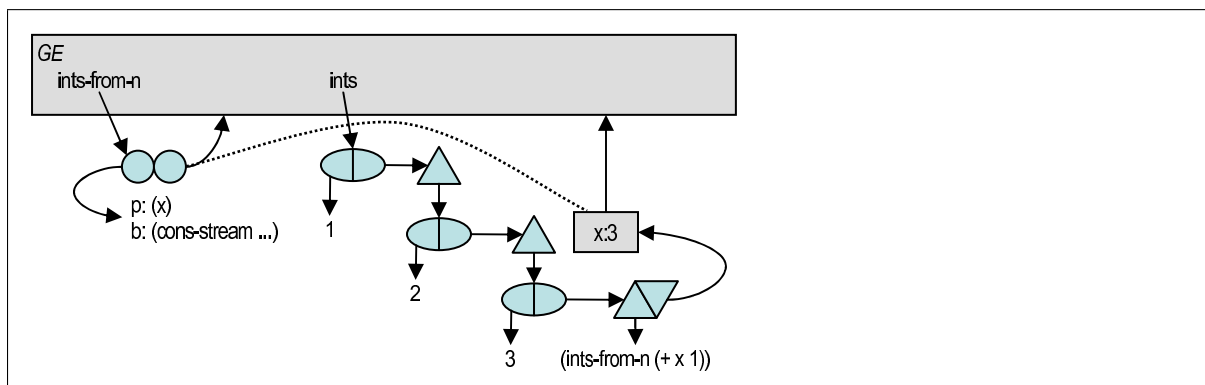 GE
ints-from-n ints
p: (x)
b: (cons-stream ...)
1
x:3
2
3
(ints-from-n (+ x 1))